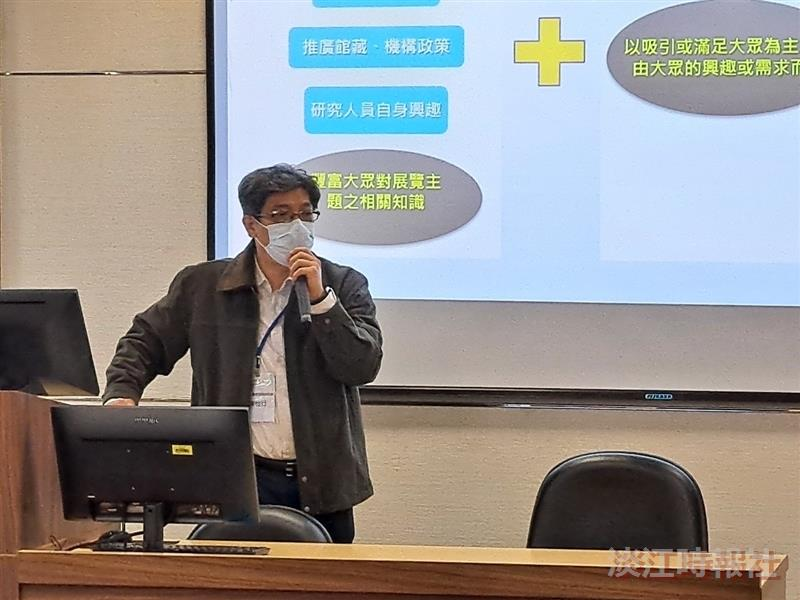 推廣館藏、機構政策
研究人員自身興趣
豐富大眾對展覽主
題之相關知識
以吸引或滿足大眾為主
由大眾的興趣或需求而
淡江時報社